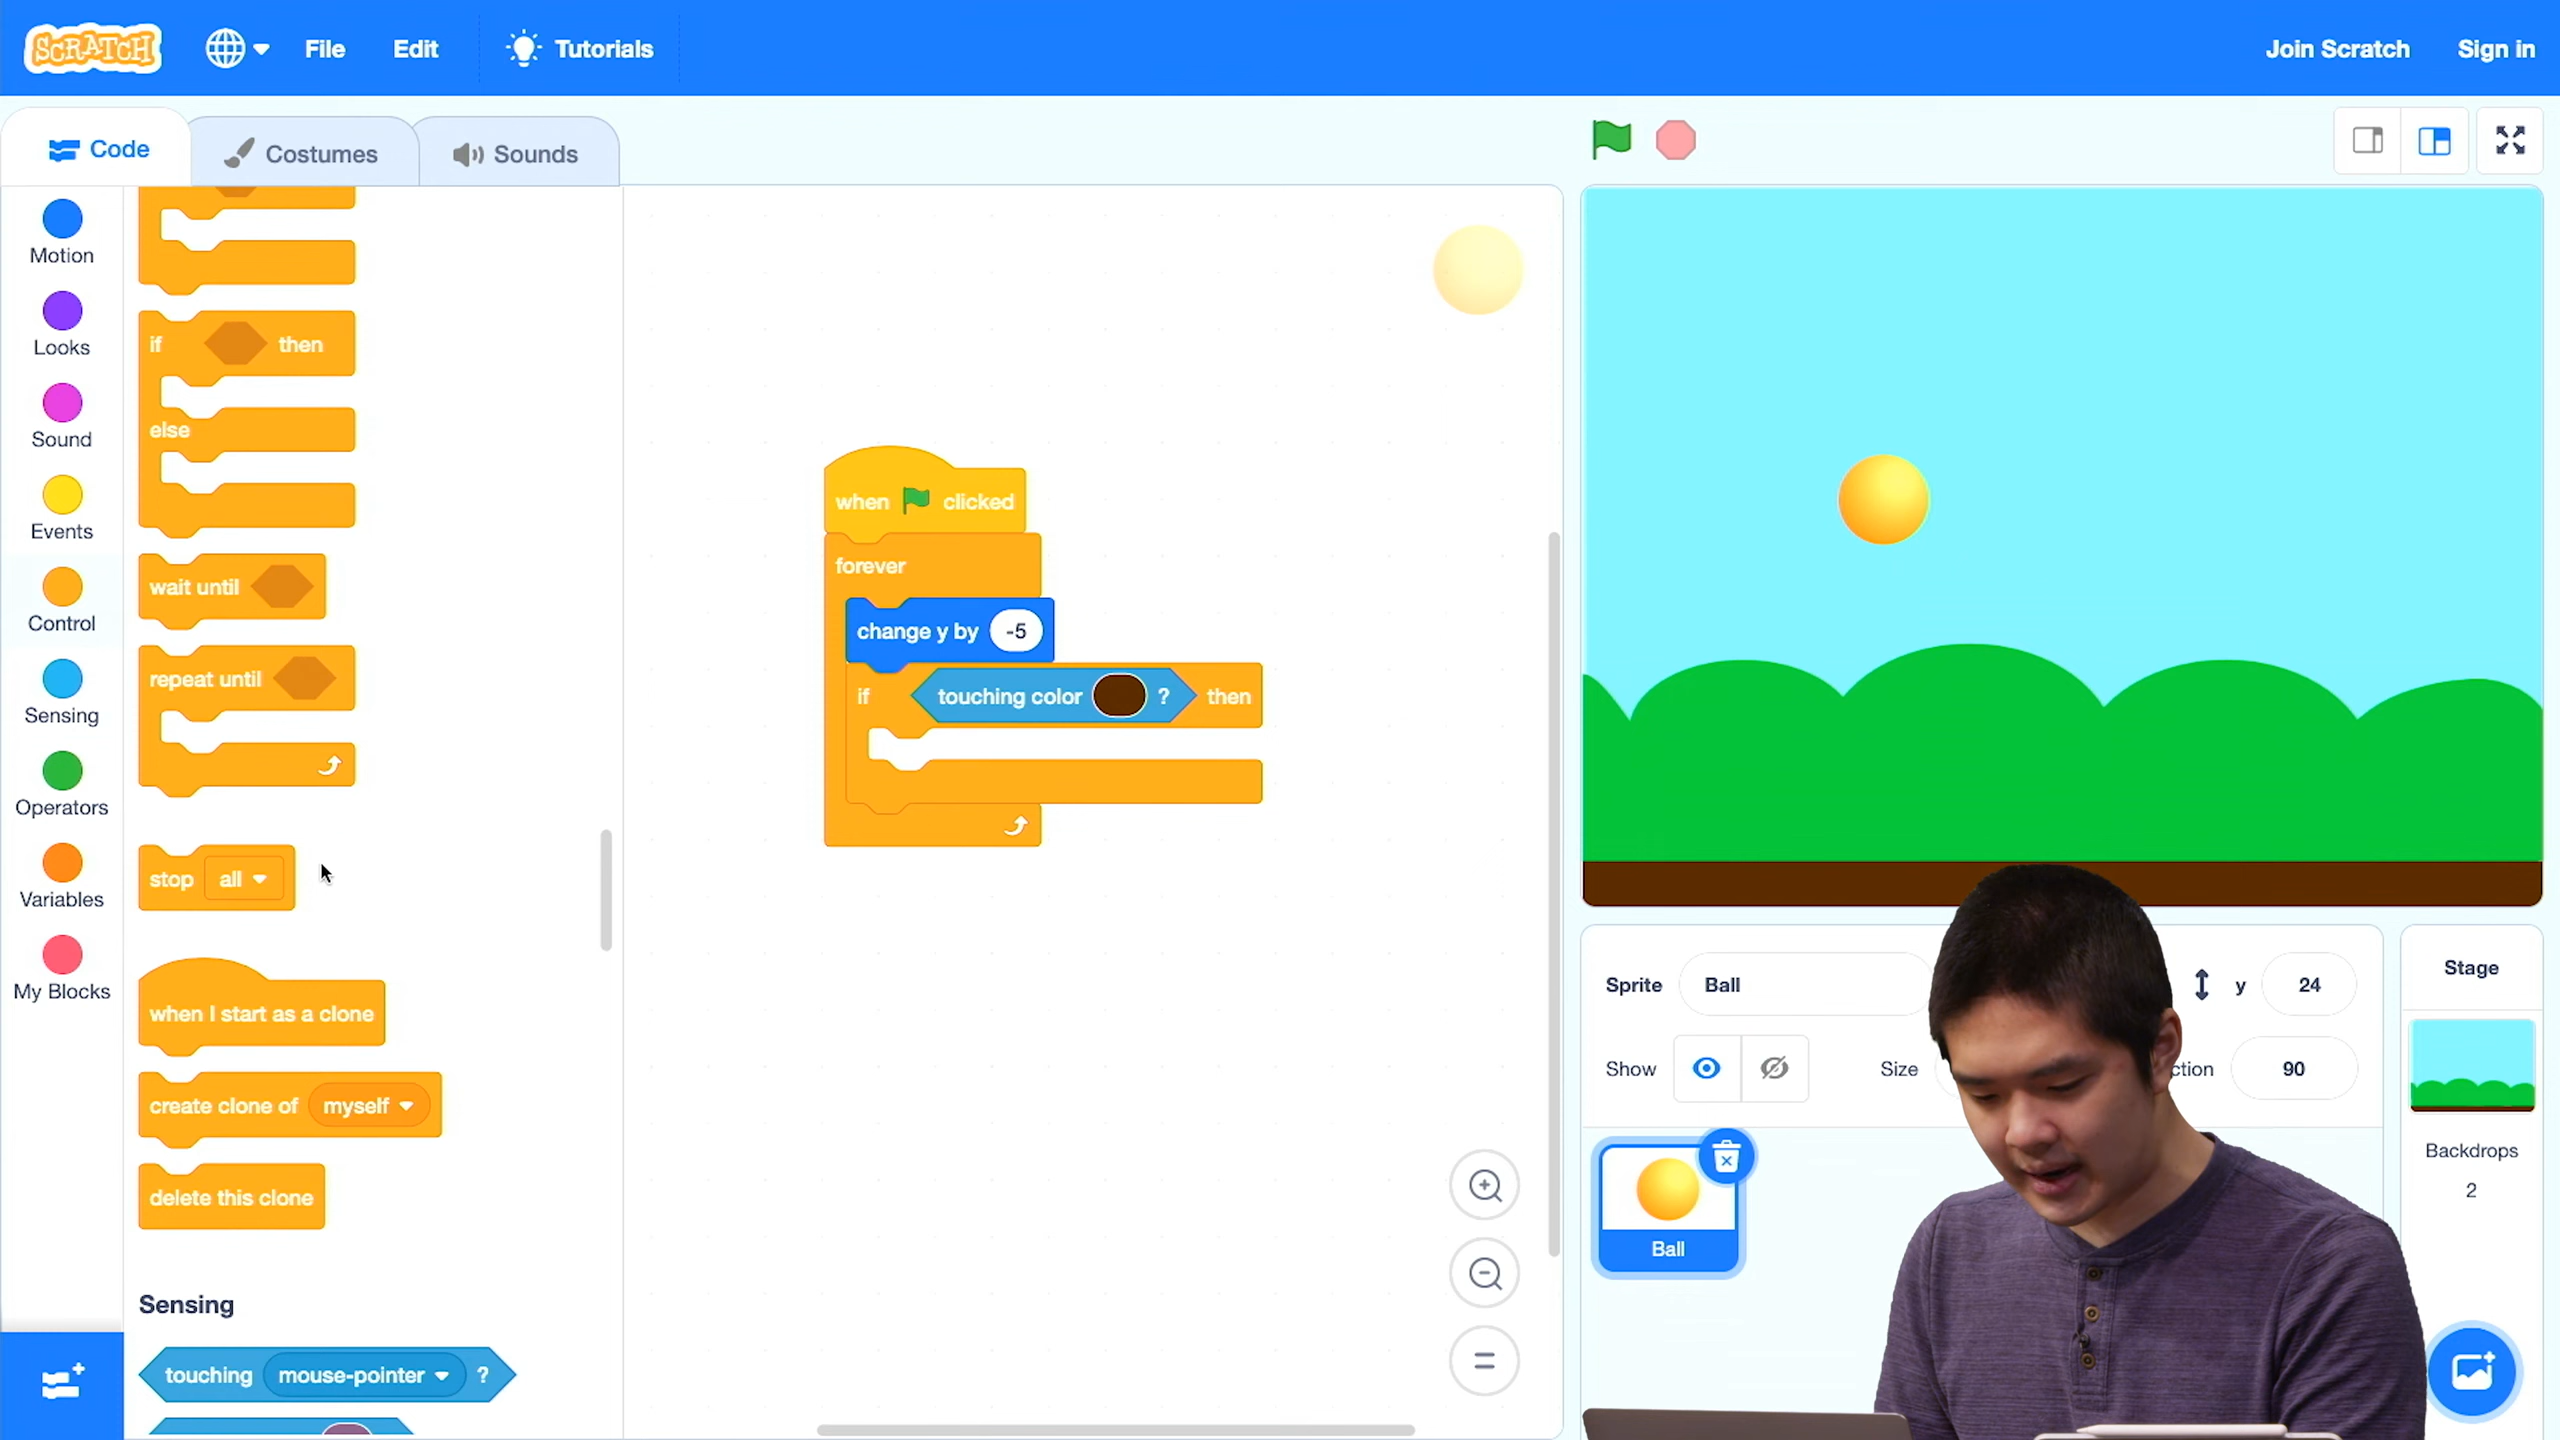 SCRATCH
File
Edit
Tutorials
Join Scratch
Sign in
Code
Costumes
Sounds
Motion
Looks
Sound
Events
Control
Sensing
Operators
Variables
My Blocks
if then
else
wait until
repeat until
stop all
when I start as a clone
create clone of myself
delete this clone
Sensing
touching mouse-pointer ?
when clicked
forever
change y by -5
if touching color ? then
Sprite Ball
y 24
Show
Size
ction 90
Ball
Stage
Backdrops
2